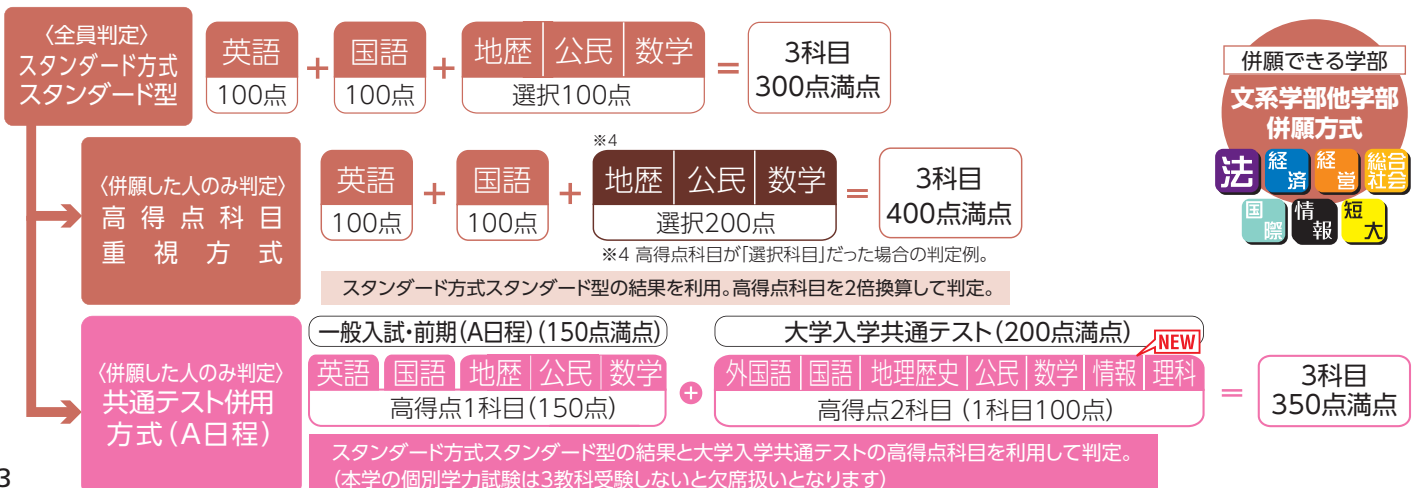 〈全員判定〉
スタンダード方式
スタンダード型
英語
100点
+
国語
100点
+
地歴 公民 数学
選択100点
=
3科目
300点満点
併願できる学部
文系学部他学部
併願方式
法 経済 経営 総合社会
国際 情報 短大
〈併願した人のみ判定〉
高得点科目
重視方式
英語
100点
+
国語
100点
+
※4
地歴 公民 数学
選択200点
=
3科目
400点満点
※4 高得点科目が「選択科目」だった場合の判定例。
スタンダード方式スタンダード型の結果を利用。高得点科目を2倍換算して判定。
〈併願した人のみ判定〉
共通テスト併用
方式(A日程)
一般入試・前期(A日程)(150点満点)
英語 国語 地歴 公民 数学
高得点1科目(150点)
+
大学入学共通テスト(200点満点)
NEW
外国語 国語 地理歴史 公民 数学 情報 理科
高得点2科目(1科目100点)
=
3科目
350点満点
スタンダード方式スタンダード型の結果と大学入学共通テストの高得点科目を利用して判定。
(本学の個別学力試験は3教科受験しないと欠席扱いとなります)
3